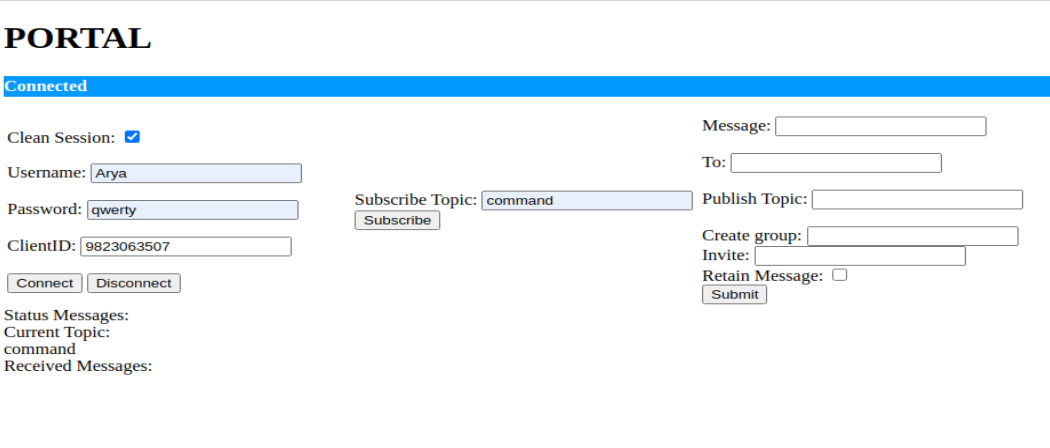 PORTAL
Connected
Clean Session:
Username: Arya
Password: qwerty
ClientID: 9823063507
Connect Disconnect
Subscribe Topic: command
Subscribe
Message:
To:
Publish Topic:
Create group:
Invite:
Retain Message:
Submit
Status Messages:
Current Topic:
command
Received Messages: